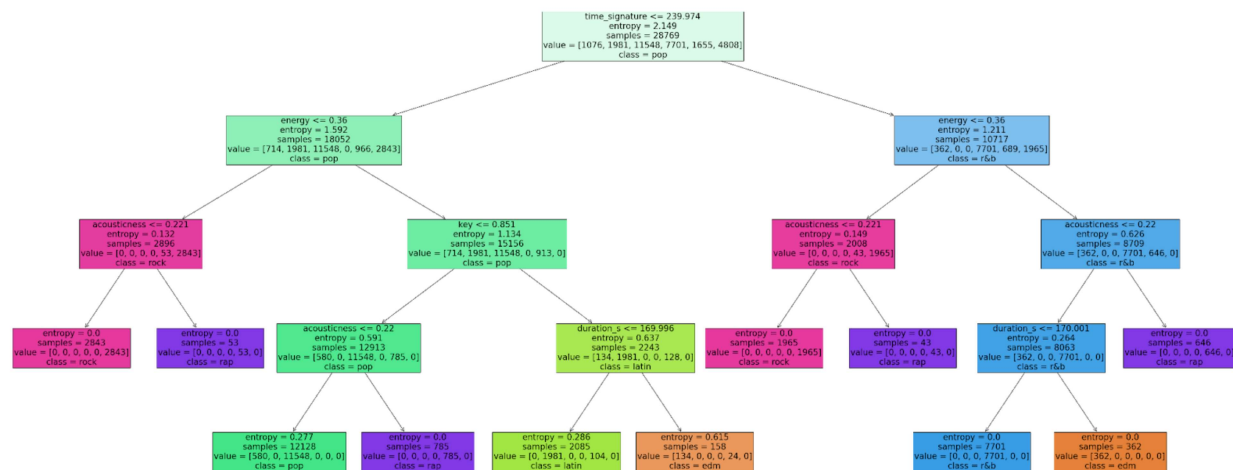 time_signature <= 239.974
entropy = 2.149
samples = 28769
value = [1076, 1981, 11548, 7701, 1655, 4808]
class = pop
energy <= 0.36
entropy = 1.592
samples = 18052
value = [714, 1981, 11548, 0, 966, 2843]
class = pop
energy <= 0.36
entropy = 1.211
samples = 10717
value = [362, 0, 0, 7701, 689, 1965]
class = r&b
acousticness <= 0.221
entropy = 0.132
samples = 2896
value = [0, 0, 0, 0, 53, 2843]
class = rock
key <= 0.851
entropy = 1.134
samples = 15156
value = [714, 1981, 11548, 0, 913, 0]
class = pop
acousticness <= 0.221
entropy = 0.149
samples = 2008
value = [0, 0, 0, 0, 43, 1965]
class = rock
acousticness <= 0.22
entropy = 0.626
samples = 8709
value = [362, 0, 0, 7701, 646, 0]
class = r&b
entropy = 0.0
samples = 2843
value = [0, 0, 0, 0, 0, 2843]
class = rock
entropy = 0.0
samples = 53
value = [0, 0, 0, 0, 53, 0]
class = rap
acousticness <= 0.22
entropy = 0.591
samples = 12913
value = [580, 0, 11548, 0, 785, 0]
class = pop
duration_s <= 169.996
entropy = 0.637
samples = 2243
value = [134, 1981, 0, 0, 128, 0]
class = latin
entropy = 0.0
samples = 1965
value = [0, 0, 0, 0, 0, 1965]
class = rock
entropy = 0.0
samples = 43
value = [0, 0, 0, 0, 43, 0]
class = rap
duration_s <= 170.001
entropy = 0.264
samples = 8063
value = [362, 0, 0, 7701, 0, 0]
class = r&b
entropy = 0.0
samples = 646
value = [0, 0, 0, 0, 646, 0]
class = rap
entropy = 0.277
samples = 12128
value = [580, 0, 11548, 0, 0, 0]
class = pop
entropy = 0.0
samples = 785
value = [0, 0, 0, 0, 785, 0]
class = rap
entropy = 0.286
samples = 2085
value = [0, 1981, 0, 0, 104, 0]
class = latin
entropy = 0.615
samples = 158
value = [134, 0, 0, 0, 24, 0]
class = edm
entropy = 0.0
samples = 7701
value = [0, 0, 0, 7701, 0, 0]
class = r&b
entropy = 0.0
samples = 362
value = [362, 0, 0, 0, 0, 0]
class = edm